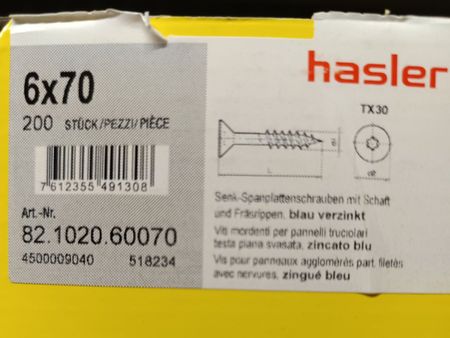 6x70
hasler
200 STÜCK/PEZZI/PIÈCE
TX30
L
7612355 491308
Art.-Nr.
82.1020.60070
4500009040 518234
Senk-Spanplattenschrauben mit Schaft
und Fräsrippen, blau verzinkt
Viti mordenti per pannelli truciolari
testa piana svasata, zincato blu
Vis pour panneaux agglomérés part. filetés
avec nervures, zingué bleu